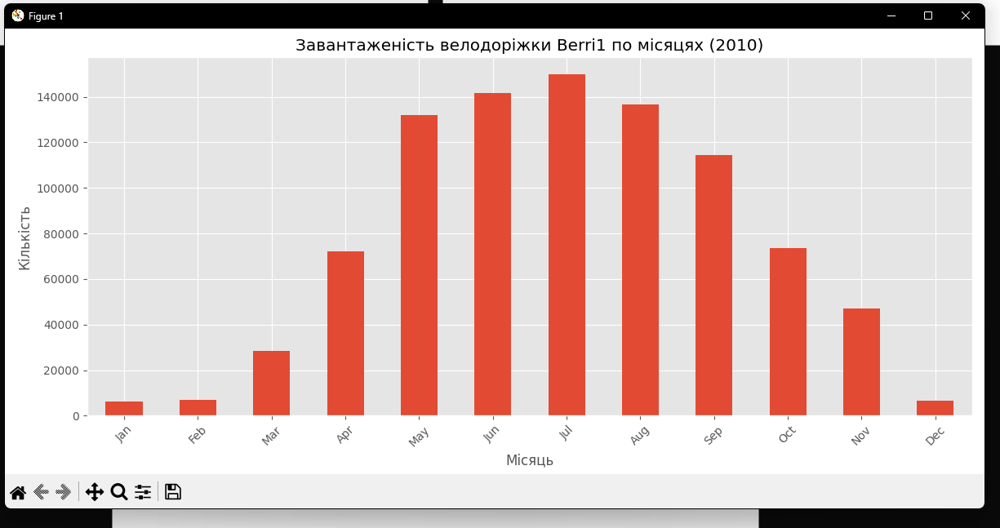 Figure 1
Завантаженість велодоріжки Berri1 по місяцях (2010)
140000
120000
100000
80000
60000
40000
20000
0
Кількість
Jan Feb Mar Apr May Jun Jul Aug Sep Oct Nov Dec
Місяць